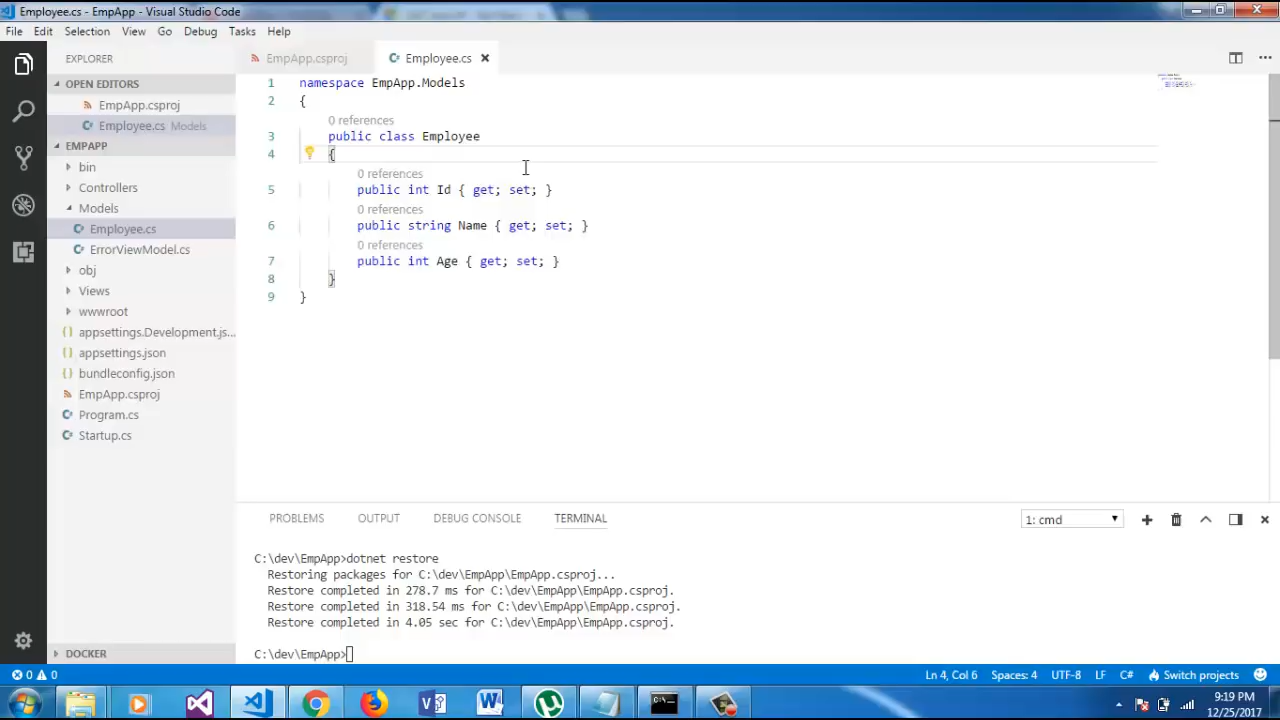 Employee.cs - EmpApp - Visual Studio Code
File Edit Selection View Go Debug Tasks Help
EXPLORER
OPEN EDITORS
EmpApp.csproj
Employee.cs Models
EMPAPP
bin
Controllers
Models
Employee.cs
ErrorViewModel.cs
obj
Views
wwwroot
appsettings.Development.js...
appsettings.json
bundleconfig.json
EmpApp.csproj
Program.cs
Startup.cs
DOCKER
EmpApp.csproj Employee.cs
1 namespace EmpApp.Models
2 {
0 references
3 public class Employee
4 {
0 references
5 public int Id { get; set; }
0 references
6 public string Name { get; set; }
0 references
7 public int Age { get; set; }
8 }
9 }
PROBLEMS OUTPUT DEBUG CONSOLE TERMINAL
1: cmd
C:\dev\EmpApp>dotnet restore
Restoring packages for C:\dev\EmpApp\EmpApp.csproj...
Restore completed in 278.7 ms for C:\dev\EmpApp\EmpApp.csproj.
Restore completed in 318.54 ms for C:\dev\EmpApp\EmpApp.csproj.
Restore completed in 4.05 sec for C:\dev\EmpApp\EmpApp.csproj.
C:\dev\EmpApp>
0 0 Ln 4, Col 6 Spaces: 4 UTF-8 LF C# Switch projects
9:19 PM
12/25/2017